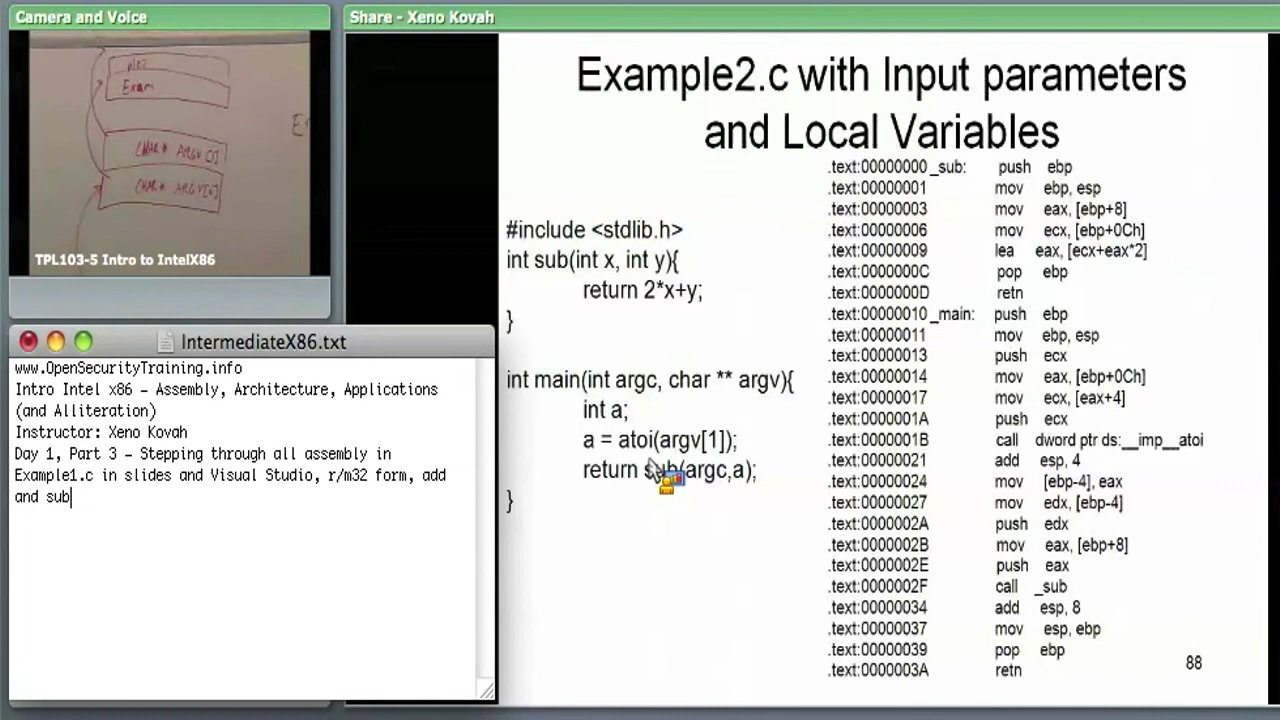 Camera and Voice
Exam
CHAR* ARGV[1]
CHAR* ARGV[0]
TPL103-5 Intro to IntelX86
IntermediateX86.txt
www.OpenSecurityTraining.info
Intro Intel x86 – Assembly, Architecture, Applications
(and Alliteration)
Instructor: Xeno Kovah
Day 1, Part 3 – Stepping through all assembly in
Example1.c in slides and Visual Studio, r/m32 form, add
and sub
Share - Xeno Kovah
Example2.c with Input parameters
and Local Variables
#include <stdlib.h>
int sub(int x, int y){
return 2*x+y;
}
int main(int argc, char ** argv){
int a;
a = atoi(argv[1]);
return sub(argc,a);
}
.text:00000000 _sub: push ebp
.text:00000001 mov ebp, esp
.text:00000003 mov eax, [ebp+8]
.text:00000006 mov ecx, [ebp+0Ch]
.text:00000009 lea eax, [ecx+eax*2]
.text:0000000C pop ebp
.text:0000000D retn
.text:00000010 _main: push ebp
.text:00000011 mov ebp, esp
.text:00000013 push ecx
.text:00000014 mov eax, [ebp+0Ch]
.text:00000017 mov ecx, [eax+4]
.text:0000001A push ecx
.text:0000001B call dword ptr ds:__imp__atoi
.text:00000021 add esp, 4
.text:00000024 mov [ebp-4], eax
.text:00000027 mov edx, [ebp-4]
.text:0000002A push edx
.text:0000002B mov eax, [ebp+8]
.text:0000002E push eax
.text:0000002F call _sub
.text:00000034 add esp, 8
.text:00000037 mov esp, ebp
.text:00000039 pop ebp
.text:0000003A retn
88